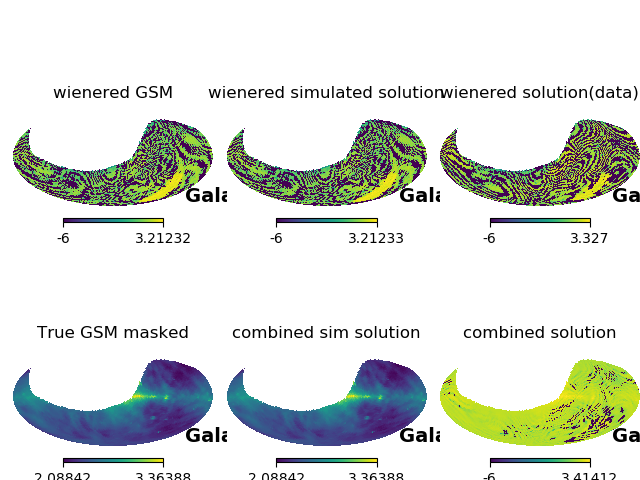 wienered GSM
wienered simulated solution
wienered solution(data)
Gala
Gala
Ga
-6 3.21232
-6 3.21233
-6 3.327
True GSM masked
combined sim solution
combined solution
Gala
Gala
Ga
2.08842 3.36388
2.08842 3.36388
-6 3.41412